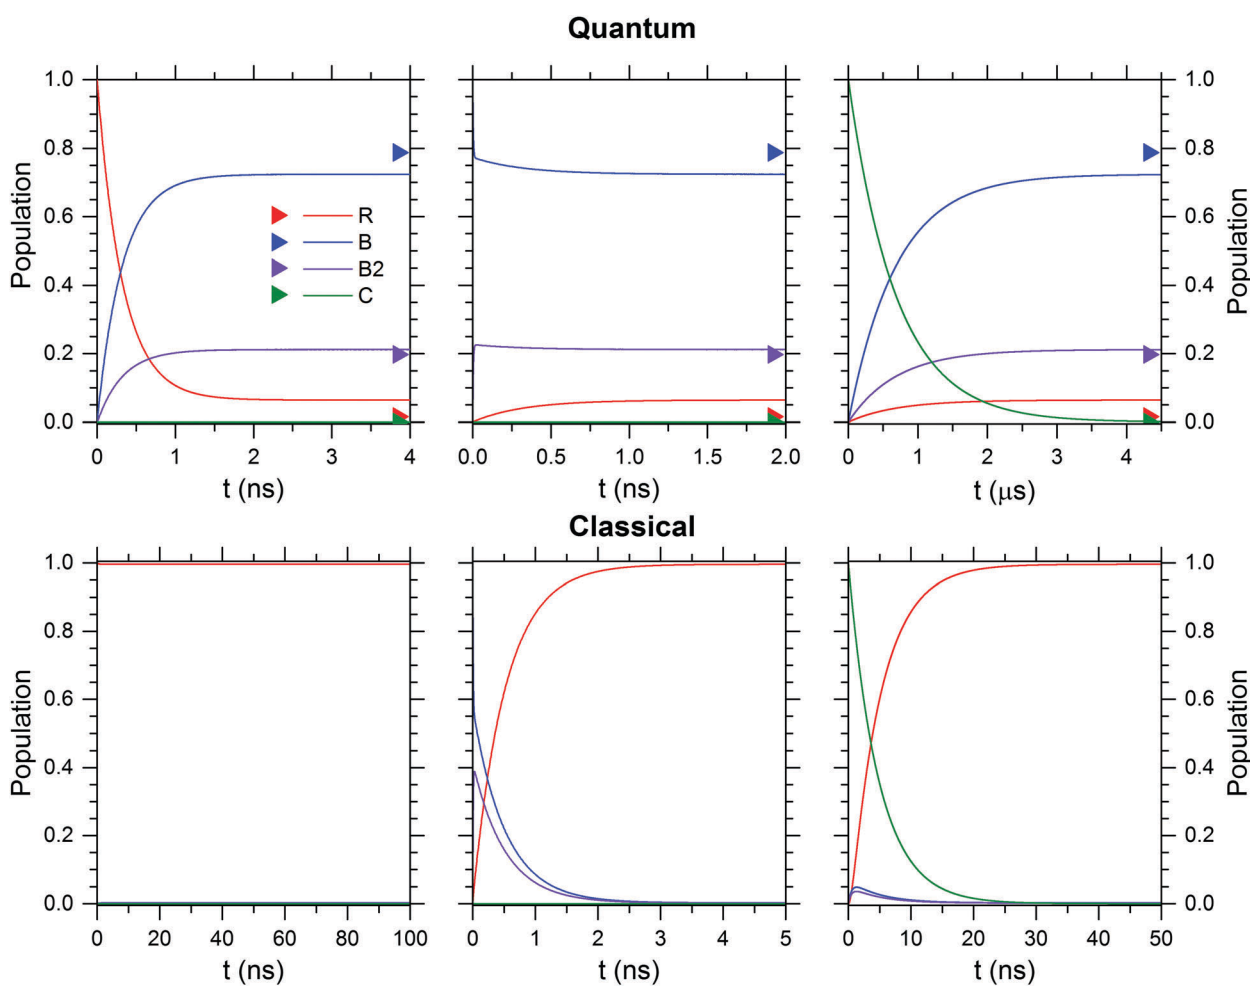 Quantum
1.0
0.8
0.6
0.4
0.2
0.0
Population
R
B
B2
C
0 1 2 3 4
t (ns)
0.0 0.5 1.0 1.5 2.0
t (ns)
0 1 2 3 4
t (μs)
1.0
0.8
0.6
0.4
0.2
0.0
Population
Classical
1.0
0.8
0.6
0.4
0.2
0.0
Population
0 20 40 60 80 100
t (ns)
0 1 2 3 4 5
t (ns)
0 10 20 30 40 50
t (ns)
1.0
0.8
0.6
0.4
0.2
0.0
Population